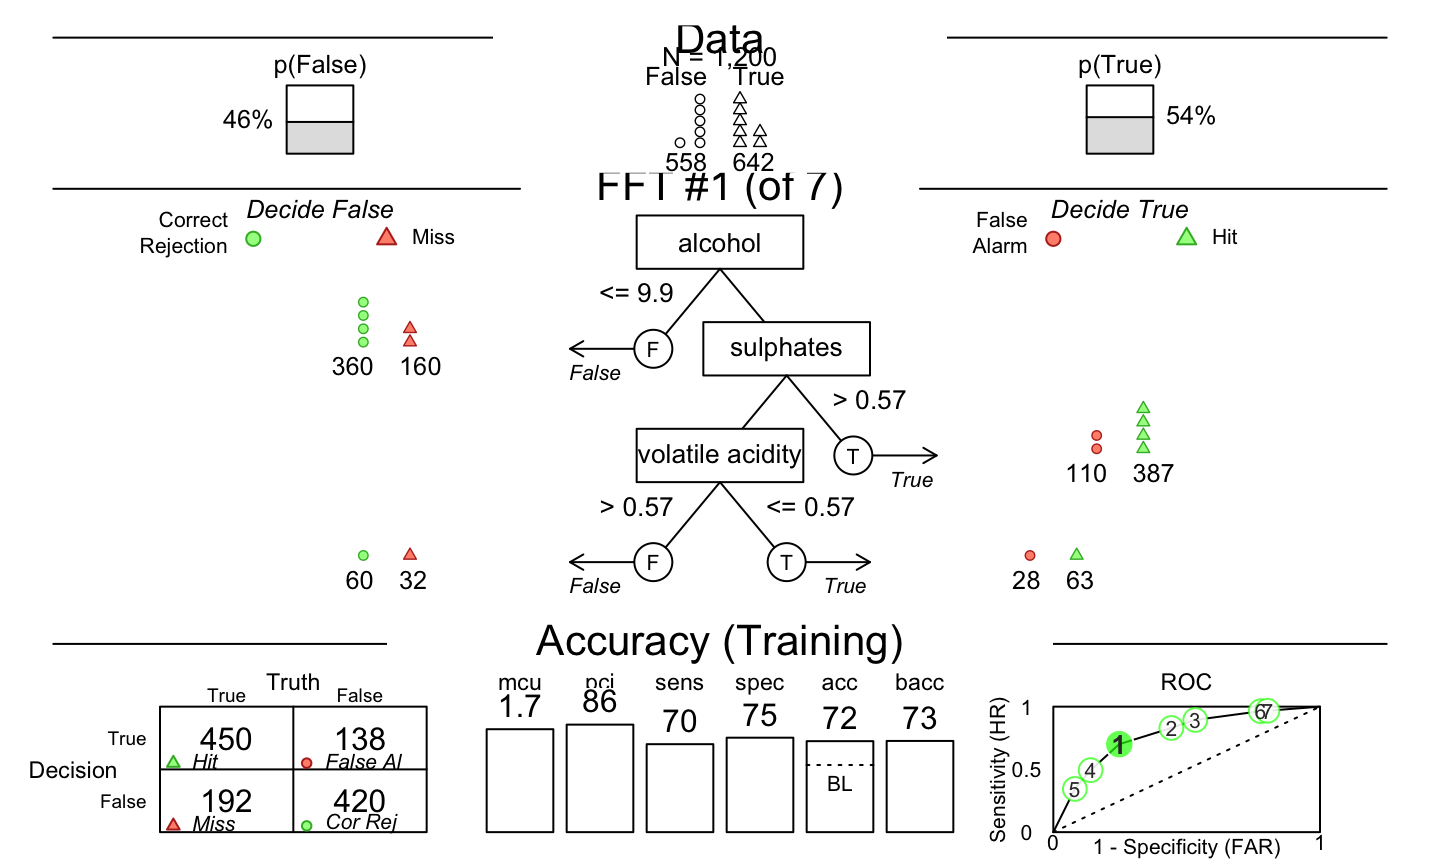 Data
N = 1,200
p(False)
False True
p(True)
46%
54%
558 642
FFT #1 (of 7)
Decide False
Decide True
Correct
Rejection
Miss
False
Alarm
Hit
alcohol
<= 9.9
sulphates
F
False
360 160
> 0.57
volatile acidity
T
True
110 387
> 0.57
<= 0.57
F
T
False
True
60 32
28 63
Accuracy (Training)
Truth
True False
Decision
True
450
Hit
138
False Al
False
192
Miss
420
Cor Rej
mcu pci sens spec acc bacc
1.7 86 70 75 72 73
BL
ROC
Sensitivity (HR)
1
0.5
0
1
2
3
4
5
6
7
0
1
1 - Specificity (FAR)